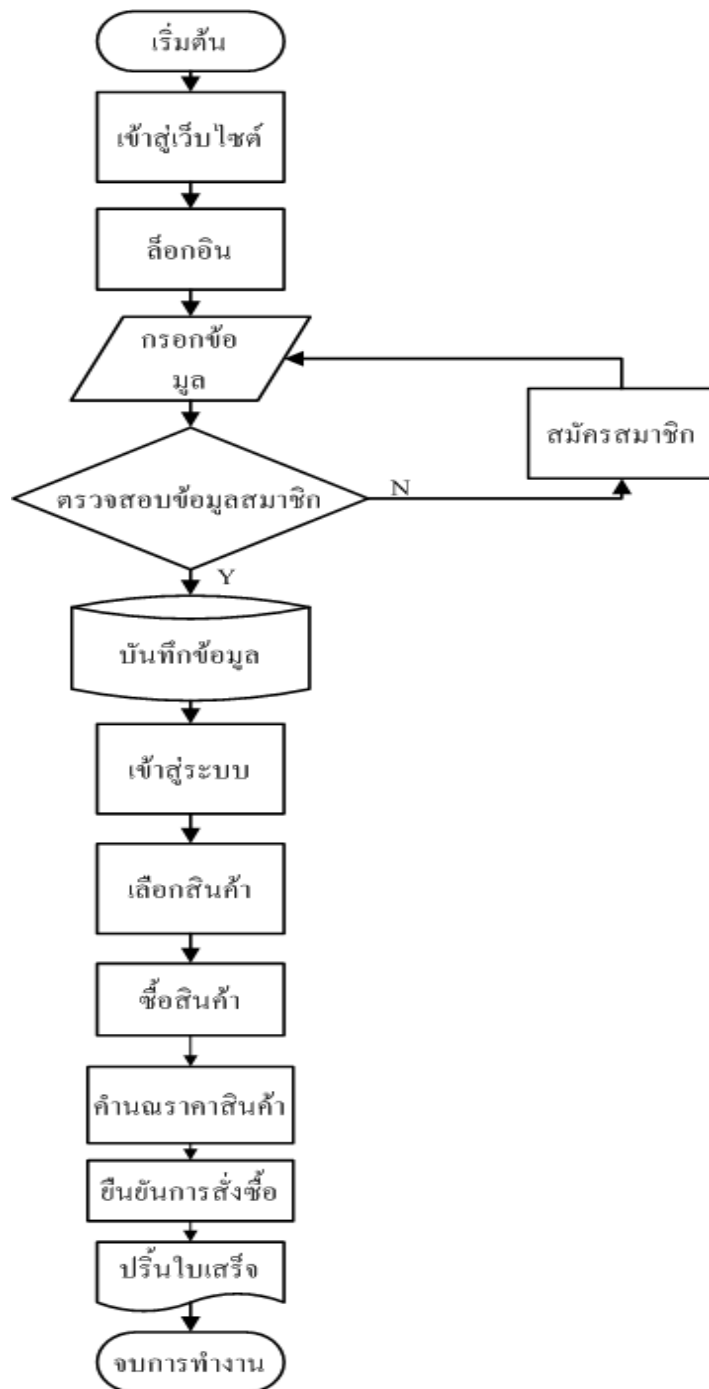 เริ่มต้น
เข้าสู่เว็บไซต์
ล็อกอิน
กรอกข้อ
มูล
สมัครสมาชิก
ตรวจสอบข้อมูลสมาชิก
N
Y
บันทึกข้อมูล
เข้าสู่ระบบ
เลือกสินค้า
ซื้อสินค้า
คำนณราคาสินค้า
ยืนยันการสั่งซื้อ
ปริ้นใบเสร็จ
จบการทำงาน